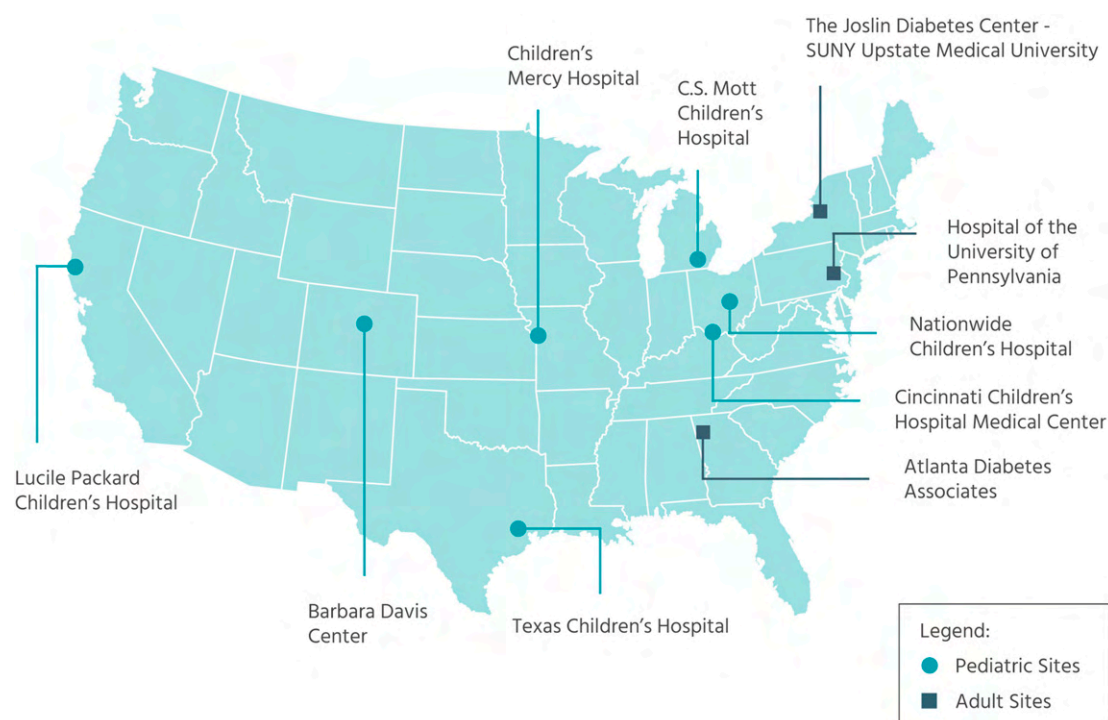 The Joslin Diabetes Center -
SUNY Upstate Medical University
Children's
Mercy Hospital
C.S. Mott
Children's
Hospital
Hospital of the
University of
Pennsylvania
Nationwide
Children's Hospital
Cincinnati Children's
Hospital Medical Center
Atlanta Diabetes
Associates
Lucile Packard
Children's Hospital
Barbara Davis
Center
Texas Children's Hospital
Legend:
Pediatric Sites
Adult Sites